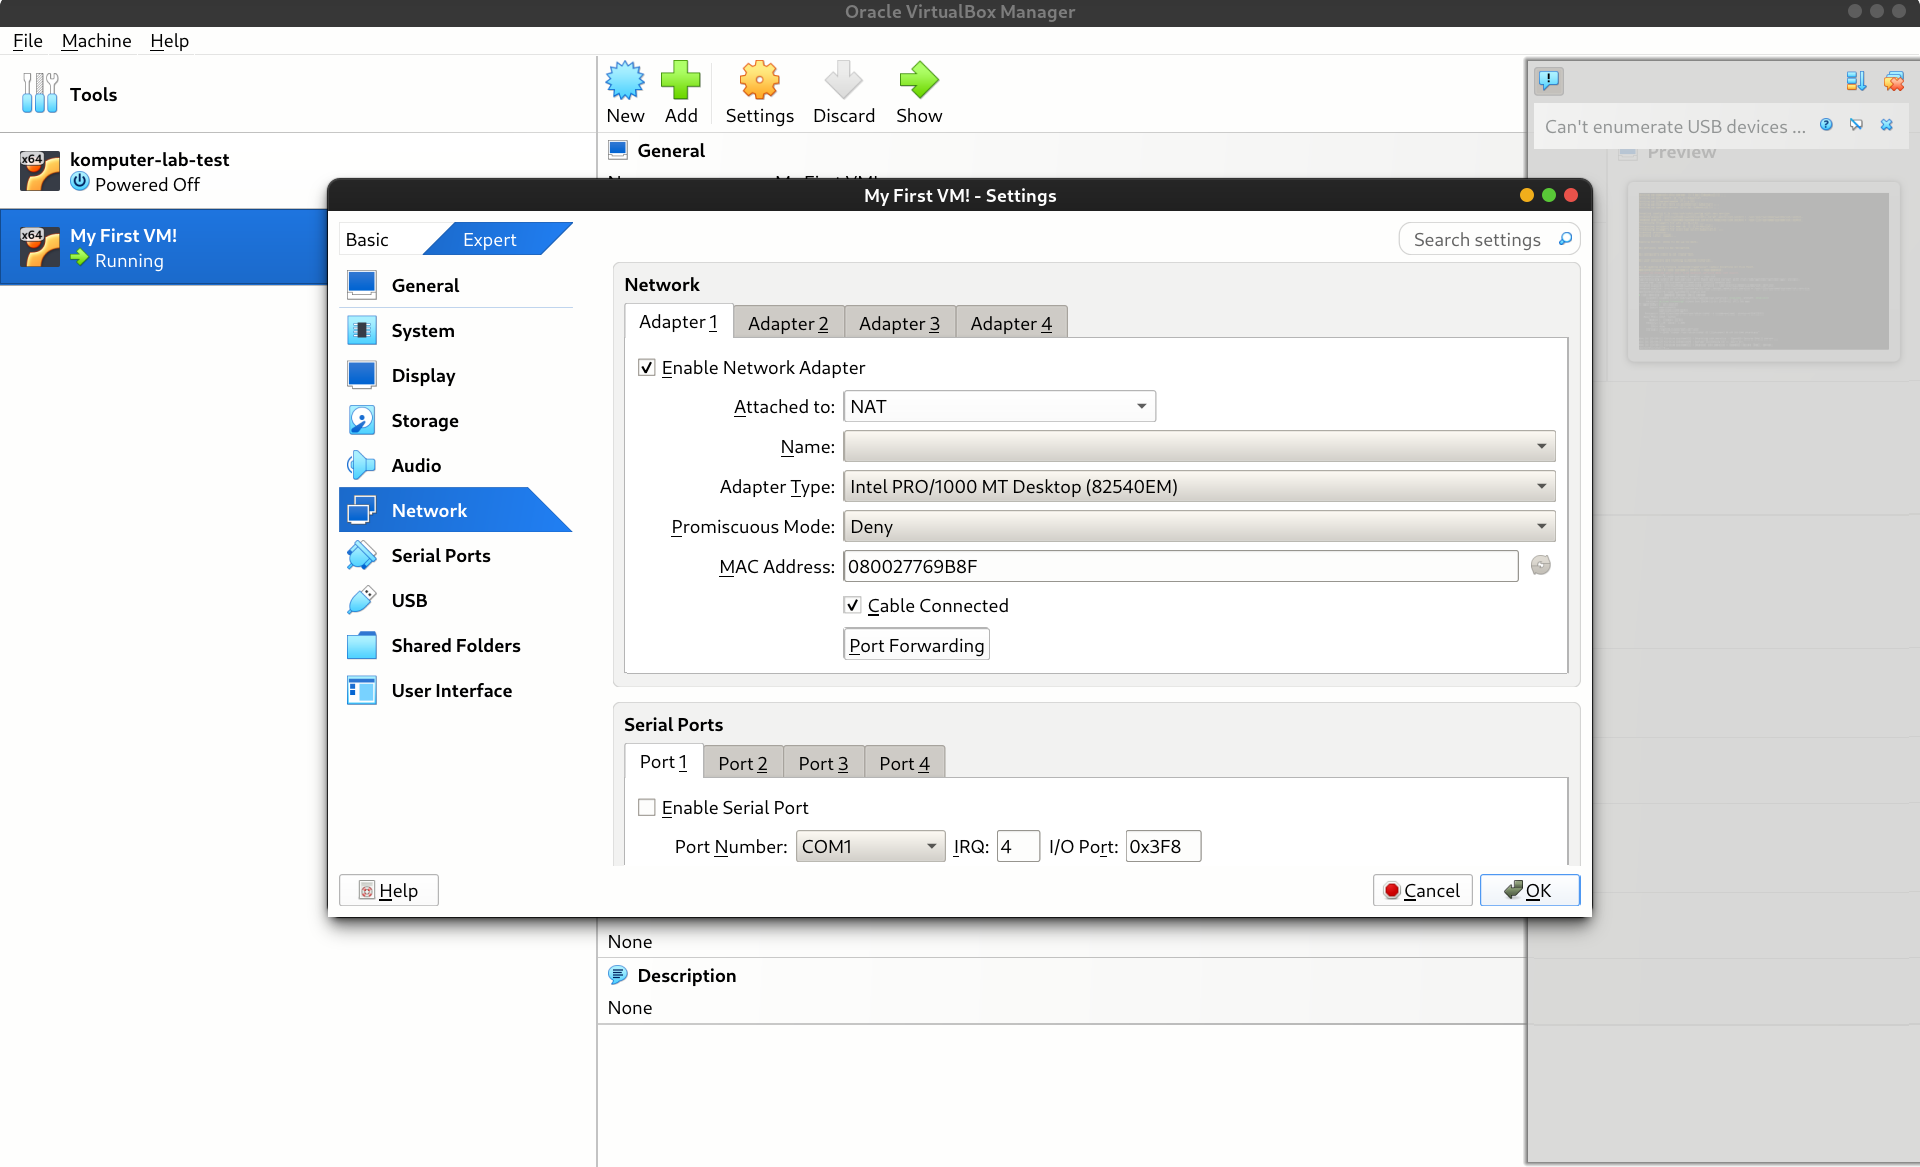 Oracle VirtualBox Manager
File Machine Help
Tools
New Add Settings Discard Show
Can't enumerate USB devices ...
x64 komputer-lab-test
Powered Off
General
Preview
x64 My First VM!
Running
My First VM! - Settings
Basic Expert
Search settings
General
System
Display
Storage
Audio
Network
Serial Ports
USB
Shared Folders
User Interface
Network
Adapter 1 Adapter 2 Adapter 3 Adapter 4
Enable Network Adapter
Attached to: NAT
Name:
Adapter Type: Intel PRO/1000 MT Desktop (82540EM)
Promiscuous Mode: Deny
MAC Address: 080027769B8F
Cable Connected
Port Forwarding
Serial Ports
Port 1 Port 2 Port 3 Port 4
Enable Serial Port
Port Number: COM1 IRQ: 4 I/O Port: 0x3F8
Help Cancel OK
None
Description
None